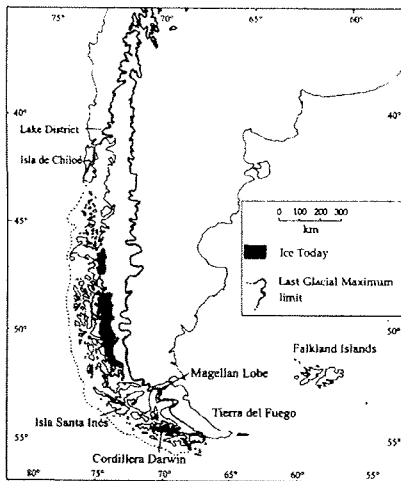 75° 70° 65° 60° 55°
40°
40°
Lake District
Isla de Chiloé
45°
0 100 200 300
km
Ice Today
Last Glacial Maximum
limit
50°
50°
Falkland Islands
Magellan Lobe
Isla Santa Inés
Tierra del Fuego
55°
55°
Cordillera Darwin
80° 75° 70° 65° 60°